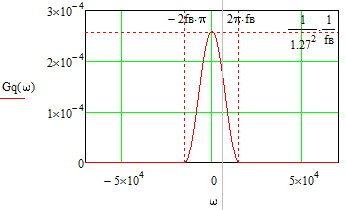 3×10⁻⁴
− 2fв·π
2π·fв
1/1.27² · 1/fв
2×10⁻⁴
Gq(ω)
1×10⁻⁴
0
− 5×10⁴
0
5×10⁴
ω